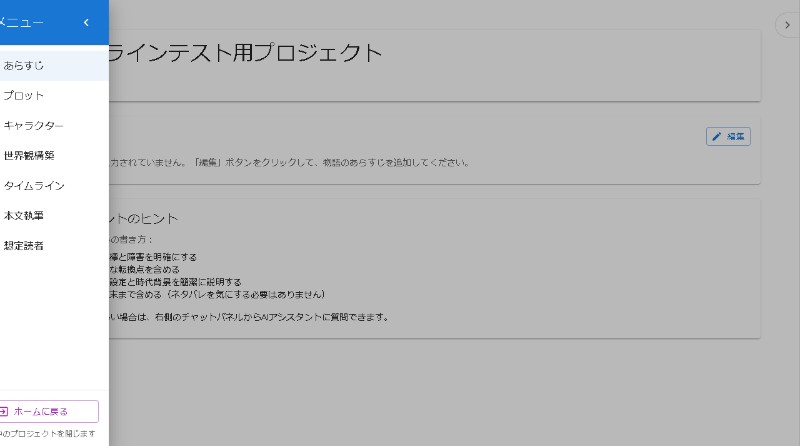 メニュー
あらすじ
プロット
キャラクター
世界観構築
タイムライン
本文執筆
想定読者
ホームに戻る
のプロジェクトを閉じます
ラインテスト用プロジェクト
編集
力されていません。「編集」ボタンをクリックして、物語のあらすじを追加してください。
ントのヒント
の書き方：
標と障害を明確にする
な転換点を含める
設定と時代背景を簡潔に説明する
末まで含める（ネタバレを気にする必要はありません）
い場合は、右側のチャットパネルからAIアシスタントに質問できます。